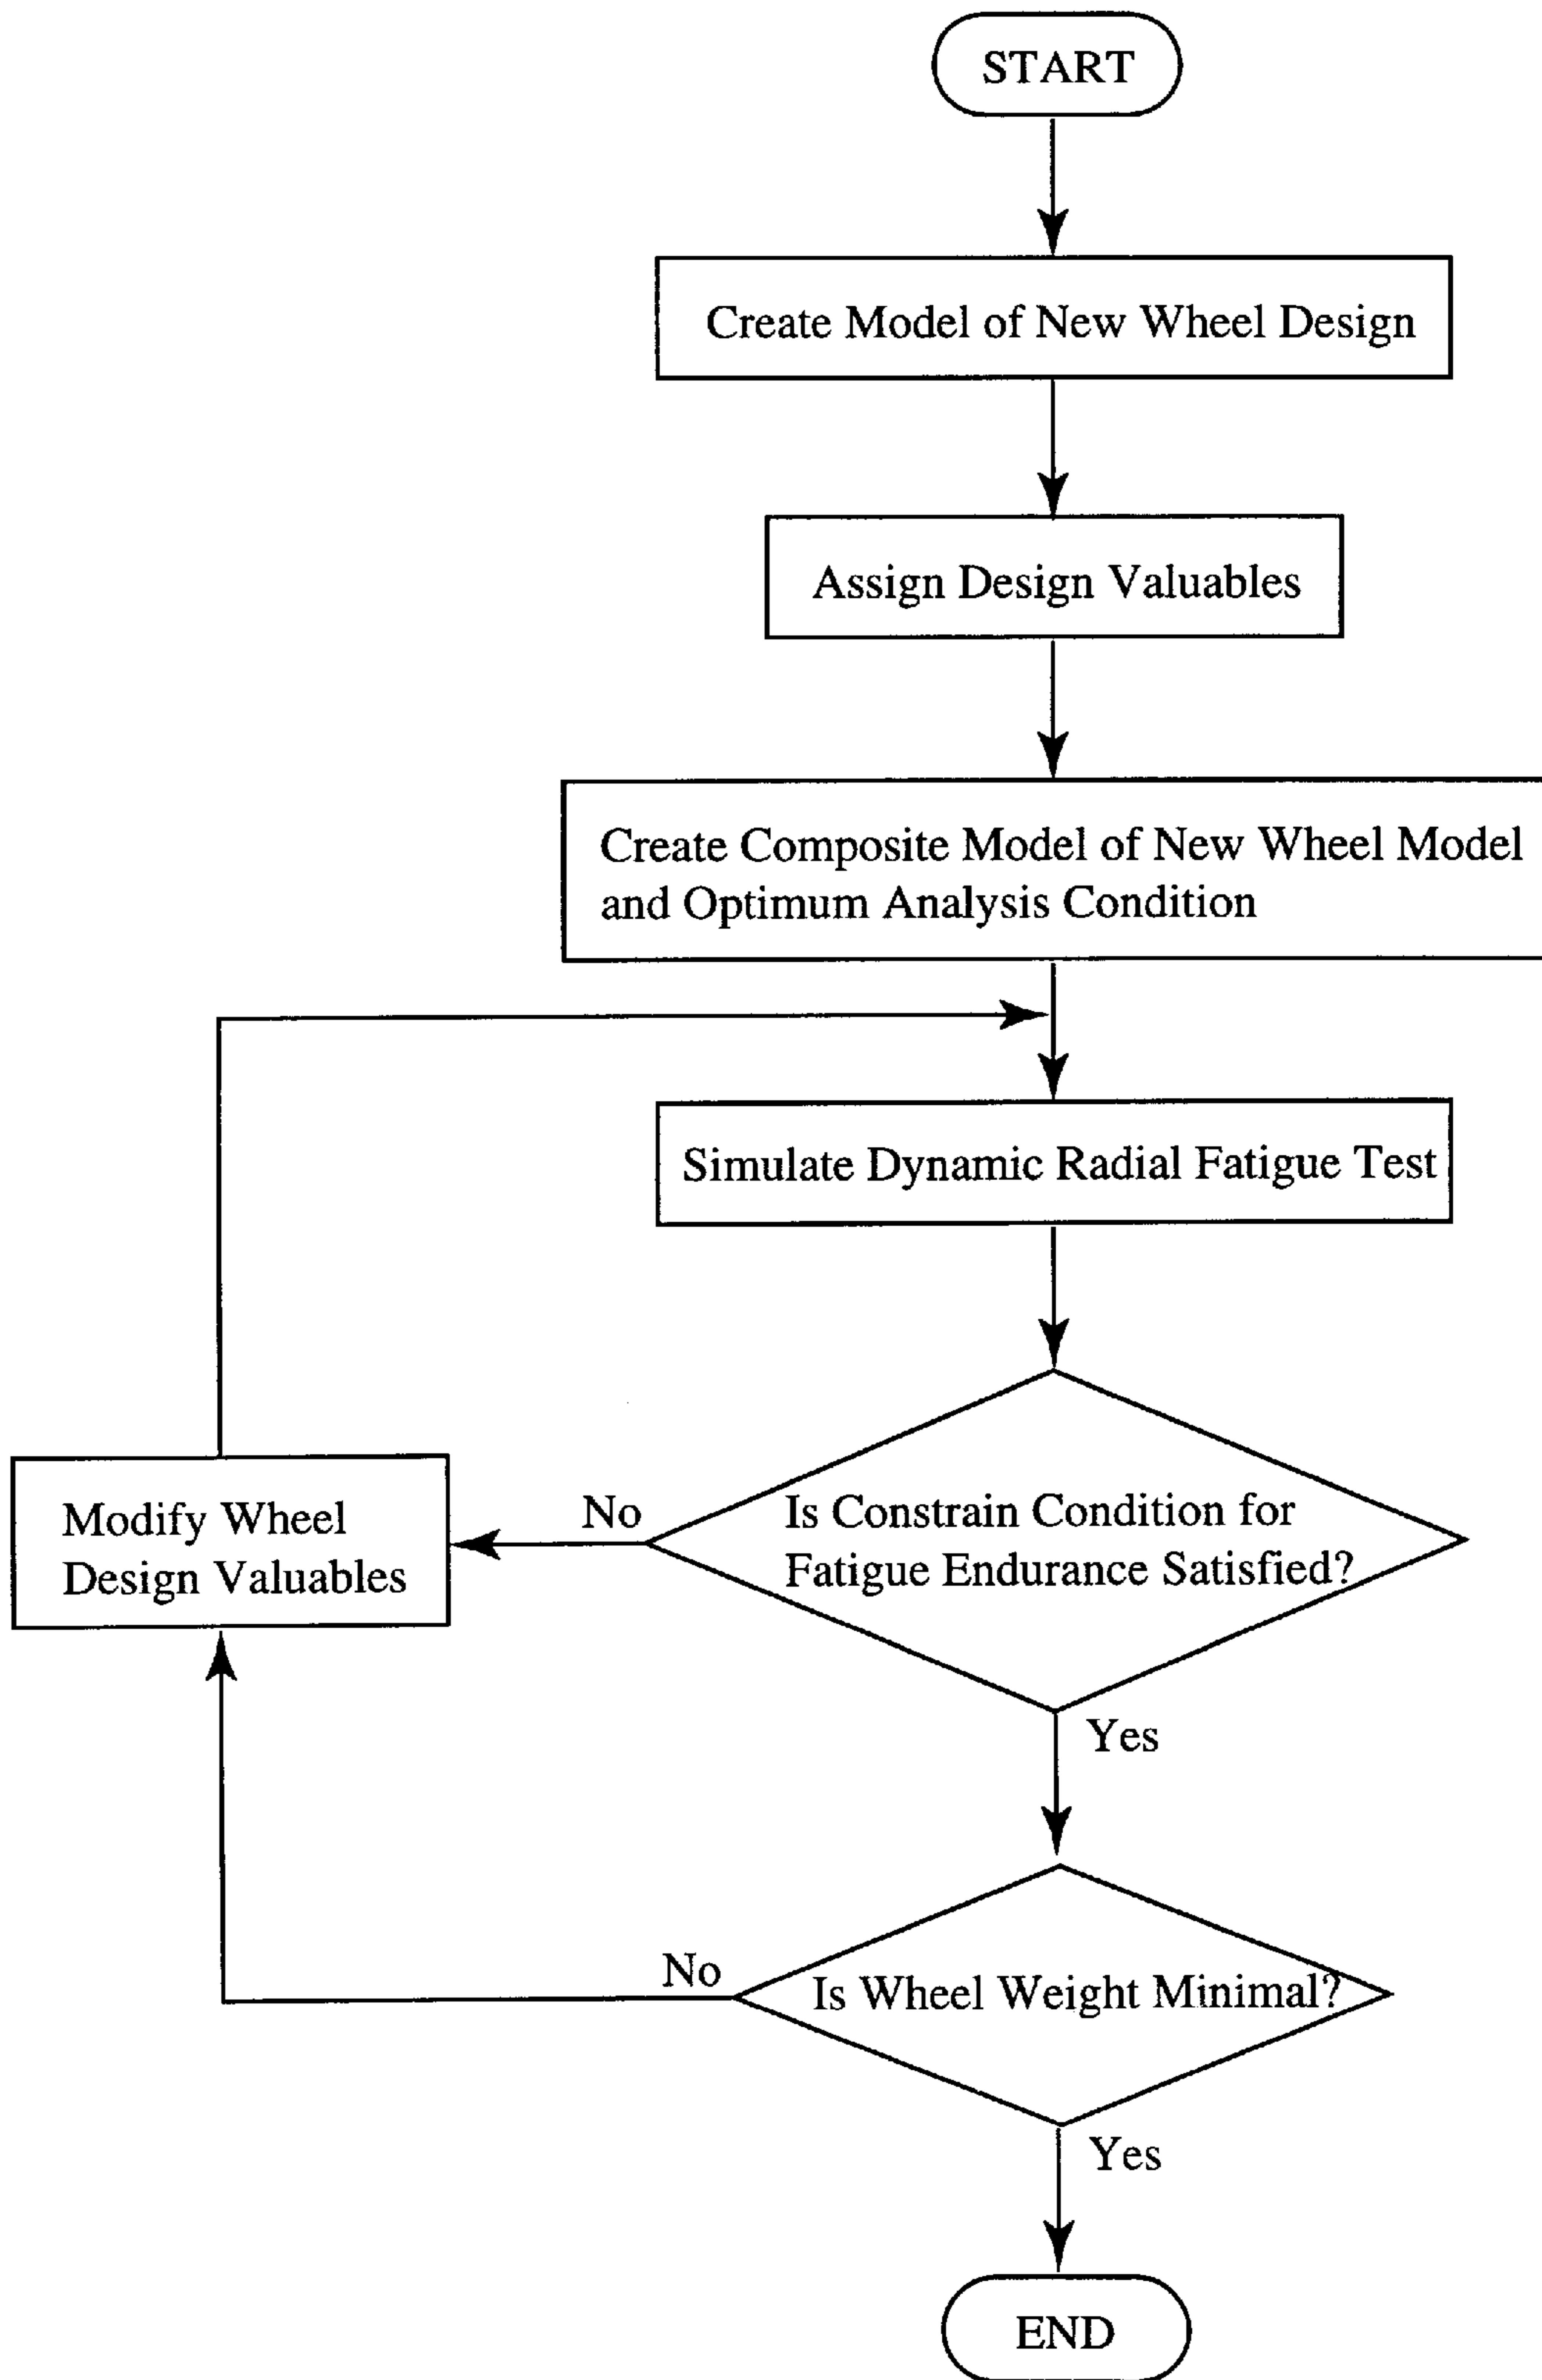 START
Create Model of New Wheel Design
Assign Design Valuables
Create Composite Model of New Wheel Model
and Optimum Analysis Condition
Simulate Dynamic Radial Fatigue Test
Is Constrain Condition for
Fatigue Endurance Satisfied?
No
Modify Wheel
Design Valuables
Yes
Is Wheel Weight Minimal?
No
Yes
END